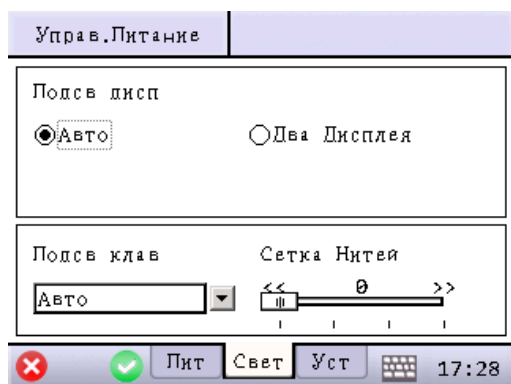 Управ.Питание
Подсв дисп
Авто
Два Дисплея
Подсв клав
Сетка Нитей
Авто
<< 0 >>
Пит
Свет
Уст
17:28